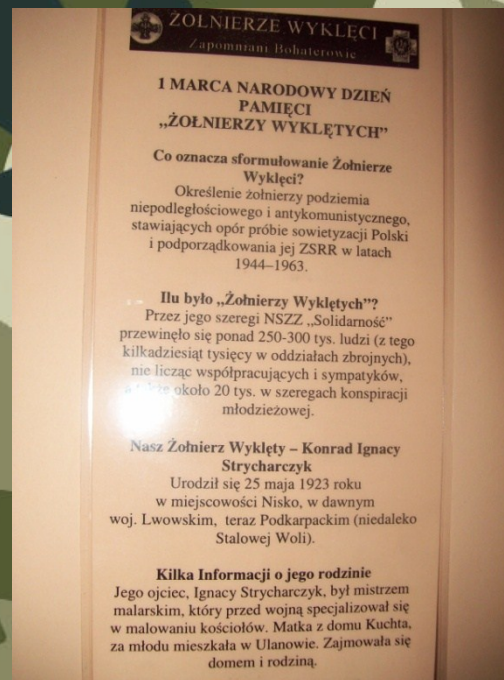 ŻOŁNIERZE WYKLĘCI
Zapomniani Bohaterowie
1 MARCA NARODOWY DZIEŃ
PAMIĘCI
„ŻOŁNIERZY WYKLĘTYCH”
Co oznacza sformułowanie Żołnierze
Wyklęci?
Określenie żołnierzy podziemia
niepodległościowego i antykomunistycznego,
stawiających opór próbie sowietyzacji Polski
i podporządkowania jej ZSRR w latach
1944–1963.
Ilu było „Żołnierzy Wyklętych”?
Przez jego szeregi NSZZ „Solidarność”
przewinęło się ponad 250-300 tys. ludzi (z tego
kilkadziesiąt tysięcy w oddziałach zbrojnych),
nie licząc współpracujących i sympatyków,
około 20 tys. w szeregach konspiracji
młodzieżowej.
Nasz Żołnierz Wyklęty – Konrad Ignacy
Strycharczyk
Urodził się 25 maja 1923 roku
w miejscowości Nisko, w dawnym
woj. Lwowskim, teraz Podkarpackim (niedaleko
Stalowej Woli).
Kilka Informacji o jego rodzinie
Jego ojciec, Ignacy Strycharczyk, był mistrzem
malarskim, który przed wojną specjalizował się
w malowaniu kościołów. Matka z domu Kuchta,
za młodu mieszkała w Ulanowie. Zajmowała się
domem i rodziną.